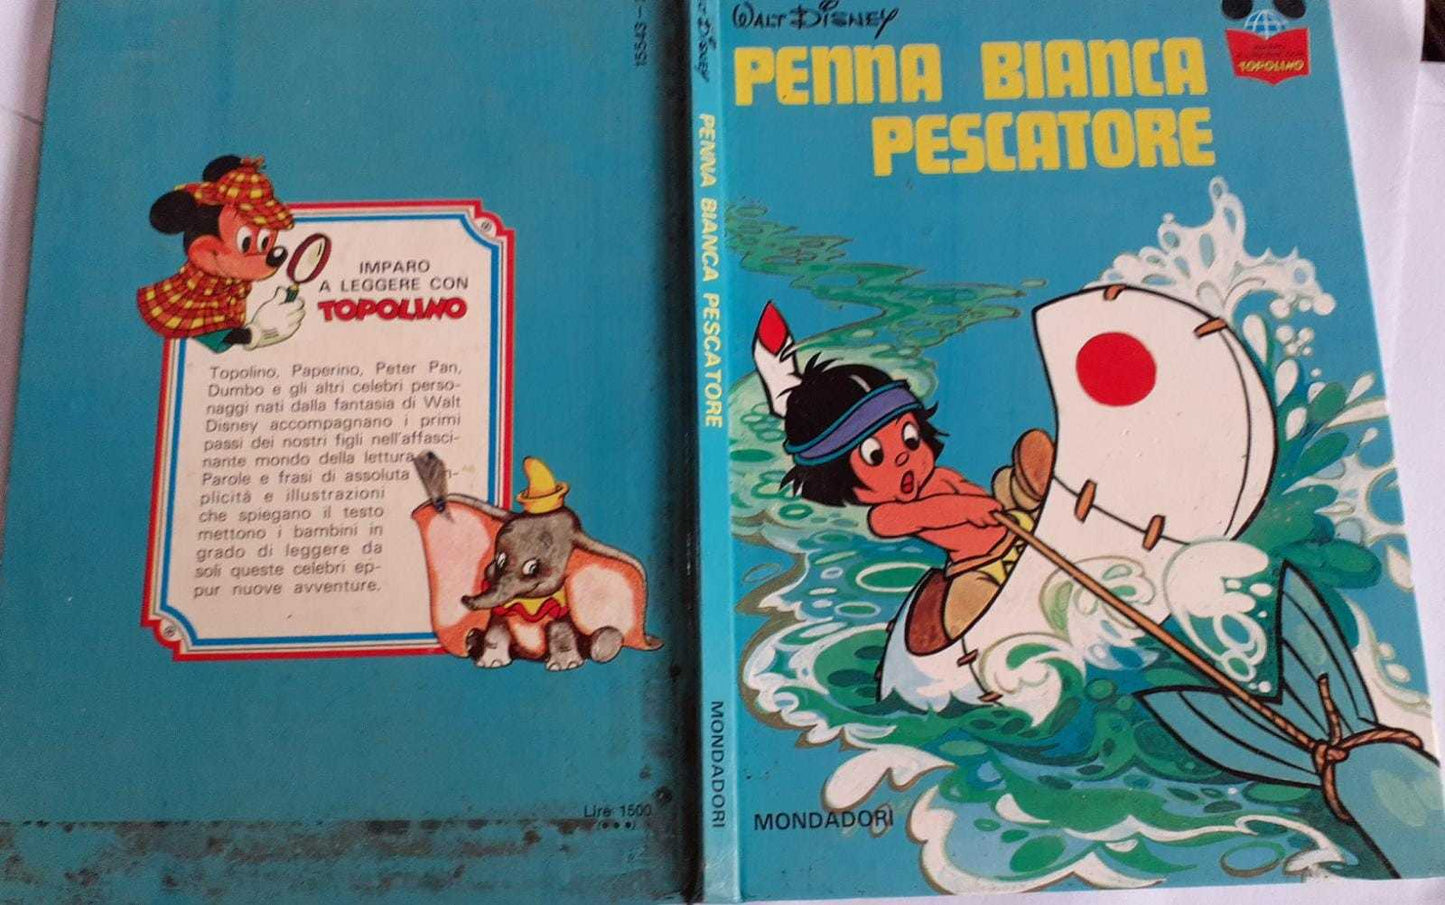 15543-
IMPARO
A LEGGERE CON
TOPOLINO
Topolino, Paperino, Peter Pan,
Dumbo e gli altri celebri perso-
naggi nati dalla fantasia di Walt
Disney accompagnano i primi
passi dei nostri figli nell'affasci-
nante mondo della lettura
Parole e frasi di assoluta
plicità e illustrazioni
che spiegano il testo
mettono i bambini in
grado di leggere da
soli queste celebri ep-
pur nuove avventure.
Lire 1500
(•••)
DISNEY
PENNA BIANCA PESCATORE
MONDADORI
WALT DISNEY
PENNA BIANCA
PESCATORE
TOPOLINO
MONDADORI